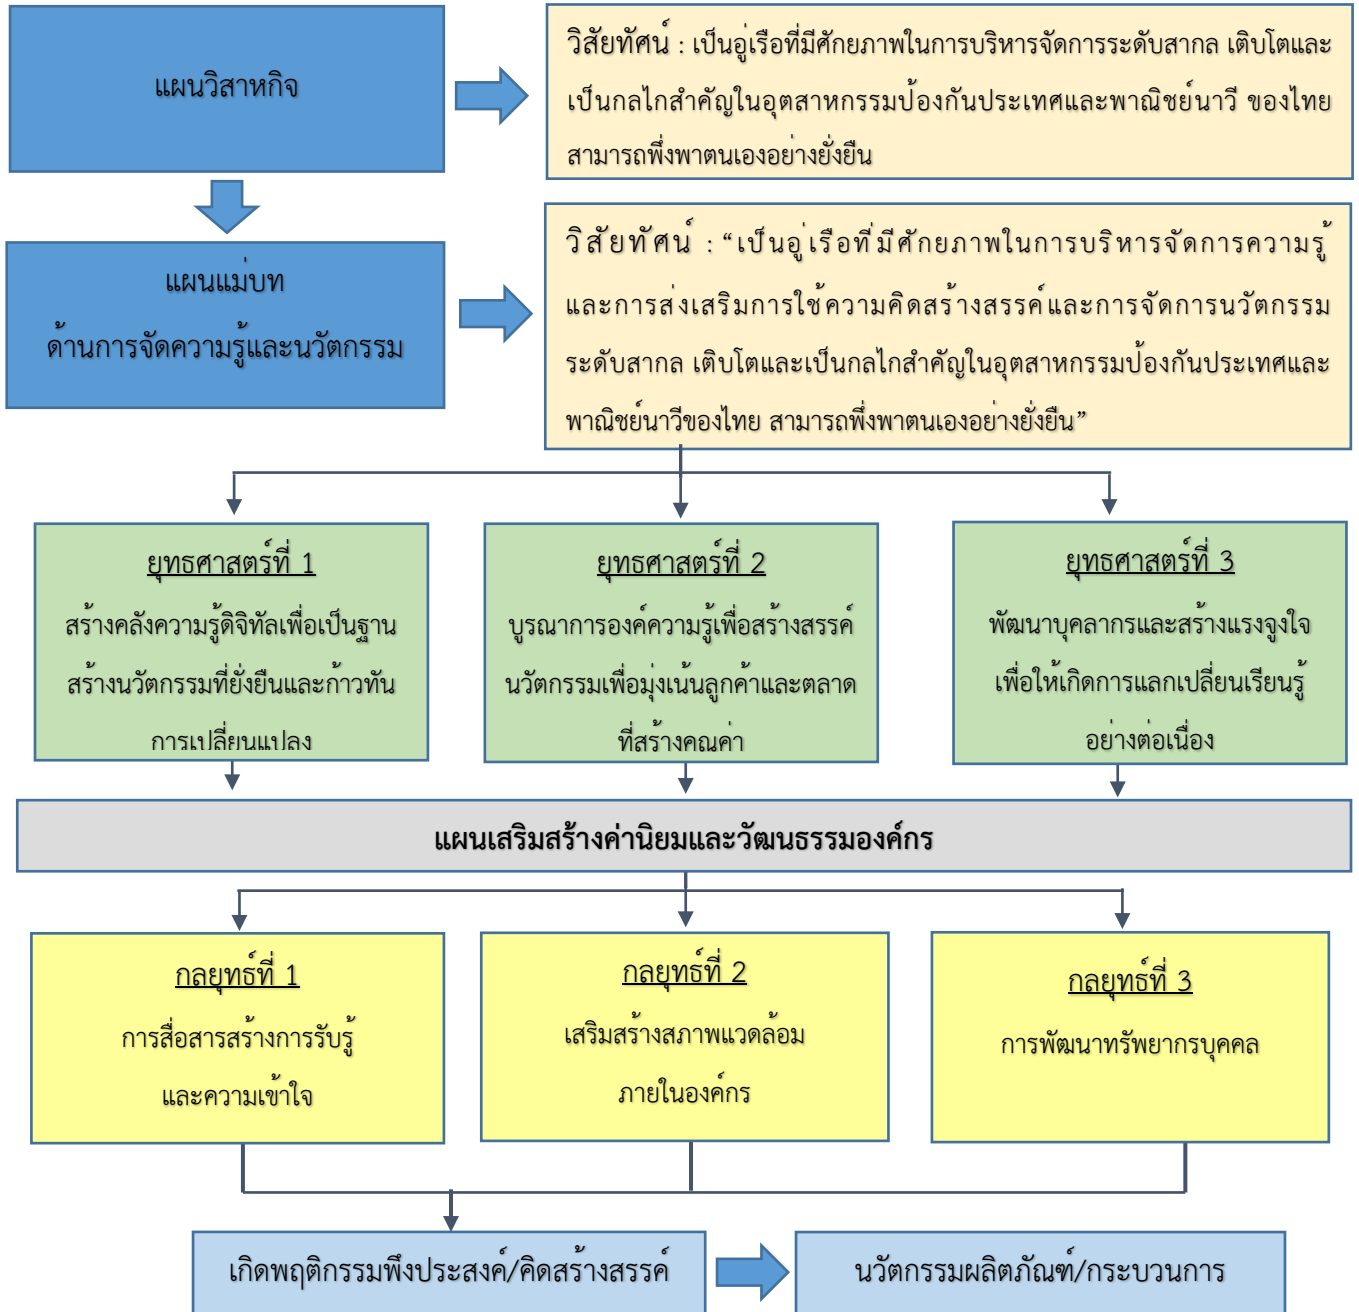 แผนวิสาหกิจ
วิสัยทัศน์ : เป็นอู่เรือที่มีศักยภาพในการบริหารจัดการระดับสากล เติบโตและ
เป็นกลไกสำคัญในอุตสาหกรรมป้องกันประเทศและพาณิชย์นาวี ของไทย
สามารถพึ่งพาตนเองอย่างยั่งยืน
แผนแม่บท
ด้านการจัดความรู้และนวัตกรรม
วิสัยทัศน์ : “เป็นอู่เรือที่มีศักยภาพในการบริหารจัดการความรู้
และการส่งเสริมการใช้ความคิดสร้างสรรค์และการจัดการนวัตกรรม
ระดับสากล เติบโตและเป็นกลไกสำคัญในอุตสาหกรรมป้องกันประเทศและ
พาณิชย์นาวีของไทย สามารถพึ่งพาตนเองอย่างยั่งยืน”
ยุทธศาสตร์ที่ 1
สร้างคลังความรู้ดิจิทัลเพื่อเป็นฐาน
สร้างนวัตกรรมที่ยั่งยืนและก้าวทัน
การเปลี่ยนแปลง
ยุทธศาสตร์ที่ 2
บูรณาการองค์ความรู้เพื่อสร้างสรรค์
นวัตกรรมเพื่อมุ่งเน้นลูกค้าและตลาด
ที่สร้างคุณค่า
ยุทธศาสตร์ที่ 3
พัฒนาบุคลากรและสร้างแรงจูงใจ
เพื่อให้เกิดการแลกเปลี่ยนเรียนรู้
อย่างต่อเนื่อง
แผนเสริมสร้างค่านิยมและวัฒนธรรมองค์กร
กลยุทธ์ที่ 1
การสื่อสารสร้างการรับรู้
และความเข้าใจ
กลยุทธ์ที่ 2
เสริมสร้างสภาพแวดล้อม
ภายในองค์กร
กลยุทธ์ที่ 3
การพัฒนาทรัพยากรบุคคล
เกิดพฤติกรรมพึงประสงค์/คิดสร้างสรรค์
นวัตกรรมผลิตภัณฑ์/กระบวนการ